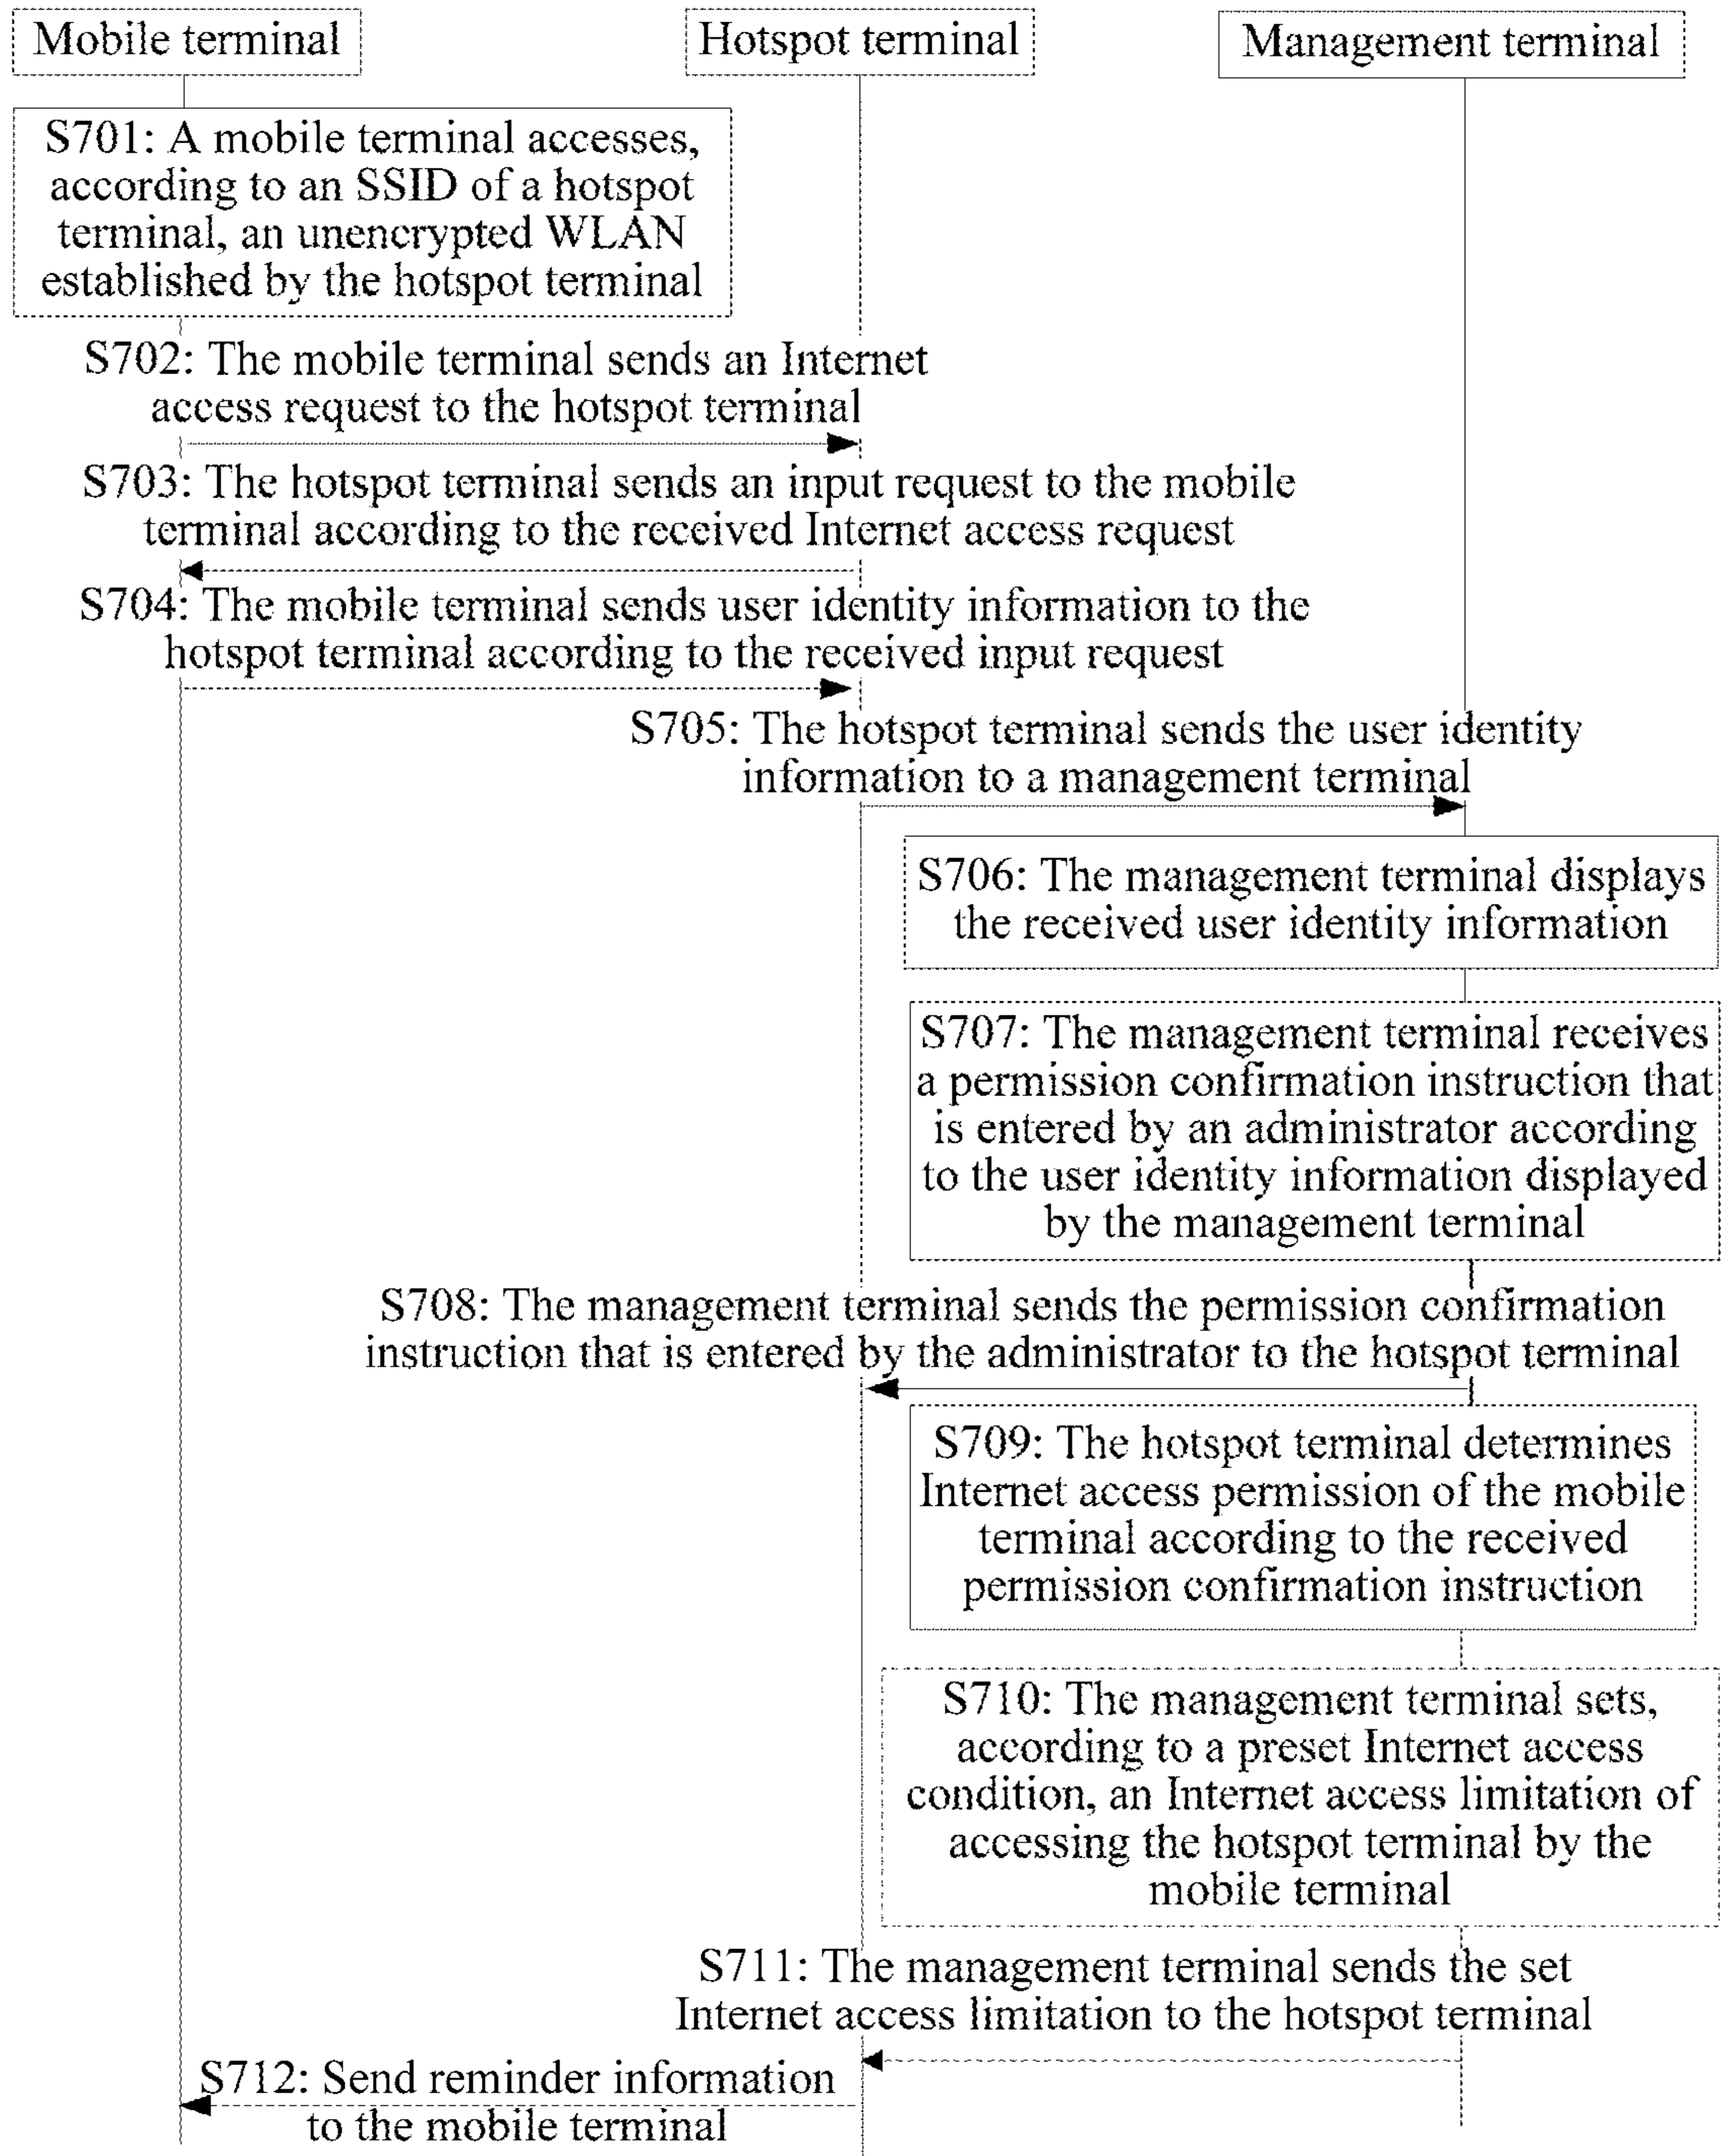 Mobile terminal
Hotspot terminal
Management terminal
S701: A mobile terminal accesses,
according to an SSID of a hotspot
terminal, an unencrypted WLAN
established by the hotspot terminal
S702: The mobile terminal sends an Internet
access request to the hotspot terminal
S703: The hotspot terminal sends an input request to the mobile
terminal according to the received Internet access request
S704: The mobile terminal sends user identity information to the
hotspot terminal according to the received input request
S705: The hotspot terminal sends the user identity
information to a management terminal
S706: The management terminal displays
the received user identity information
S707: The management terminal receives
a permission confirmation instruction that
is entered by an administrator according
to the user identity information displayed
by the management terminal
S708: The management terminal sends the permission confirmation
instruction that is entered by the administrator to the hotspot terminal
S709: The hotspot terminal determines
Internet access permission of the mobile
terminal according to the received
permission confirmation instruction
S710: The management terminal sets,
according to a preset Internet access
condition, an Internet access limitation of
accessing the hotspot terminal by the
mobile terminal
S711: The management terminal sends the set
Internet access limitation to the hotspot terminal
S712: Send reminder information
to the mobile terminal